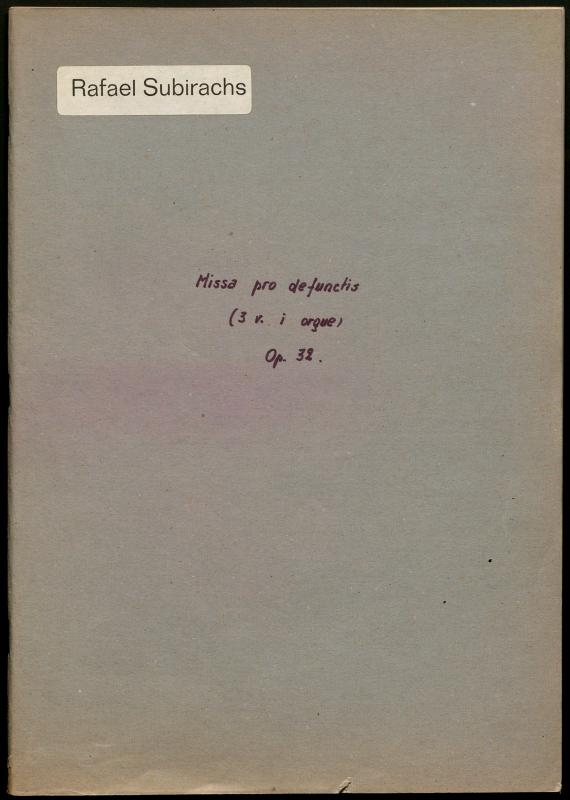 Rafael Subirachs
Missa pro defunctis
(3 v. i orgue)
Op. 32.